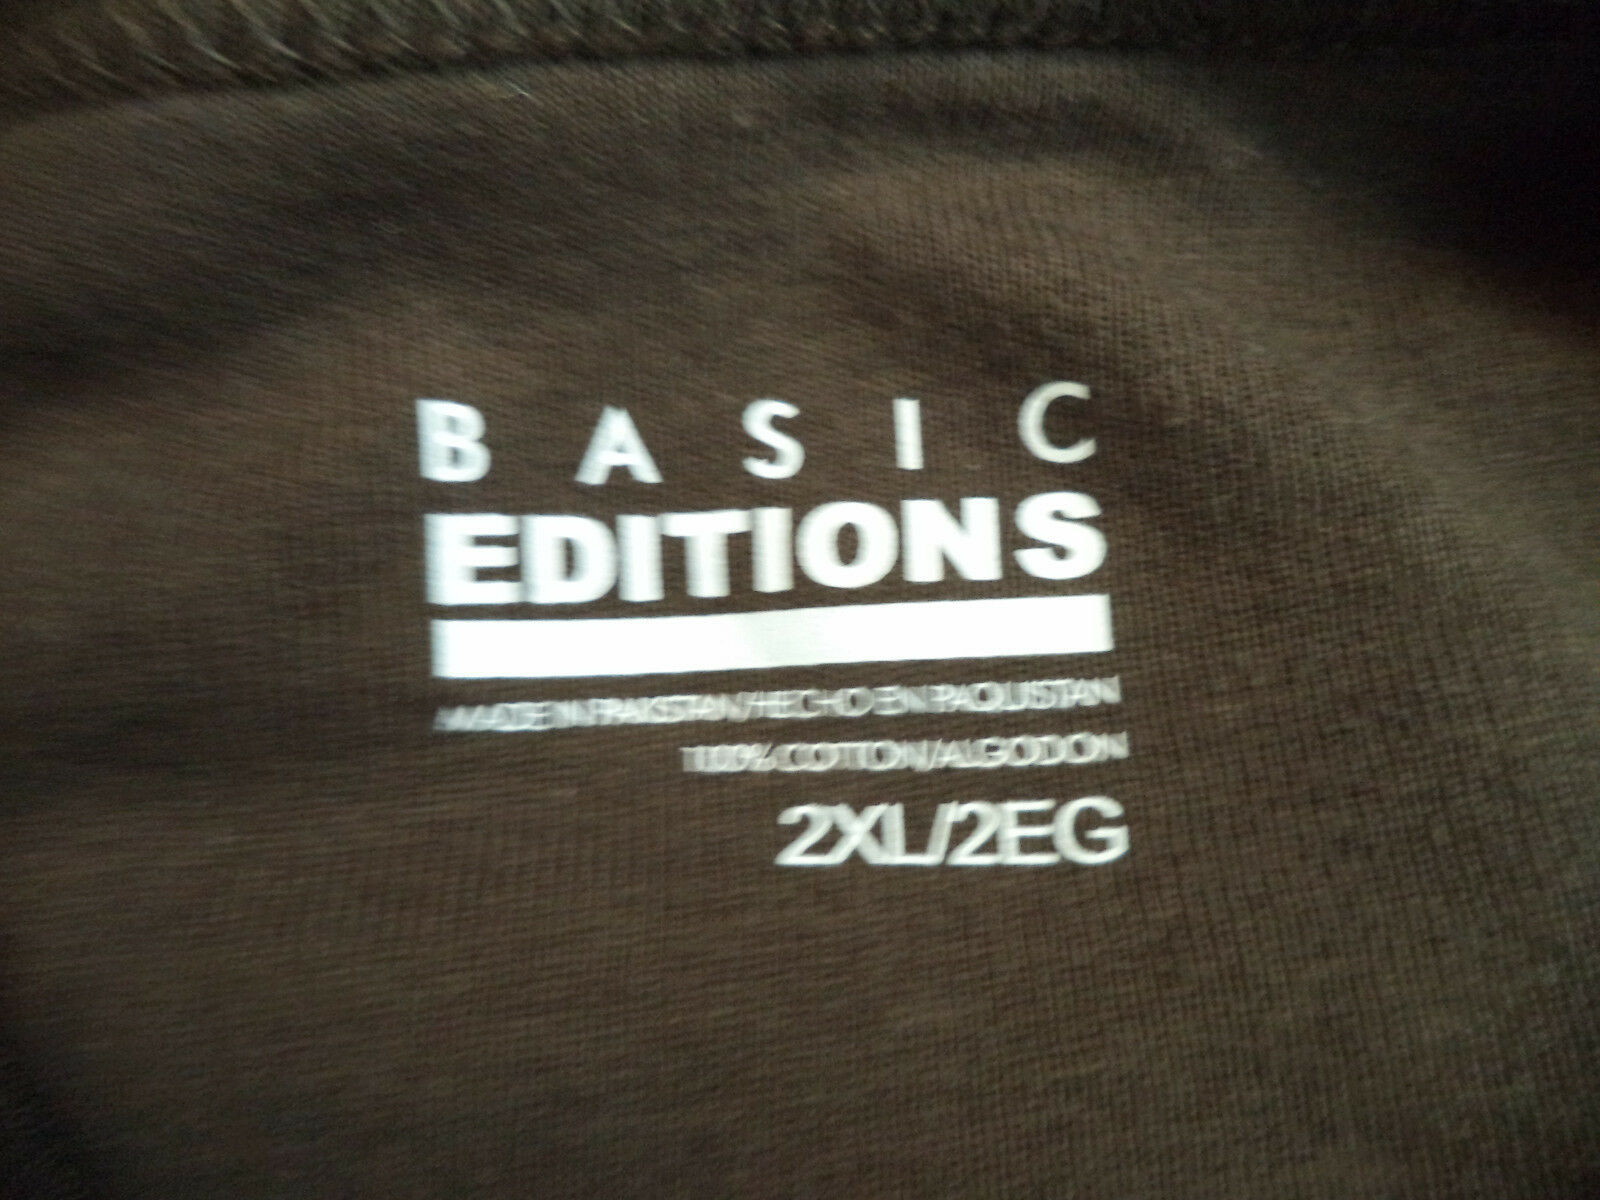 BASIC
EDITIONS
MADE IN PAKISTAN/HECHO EN PAQUISTAN
100% COTTON/ALGODON
2XL/2EG